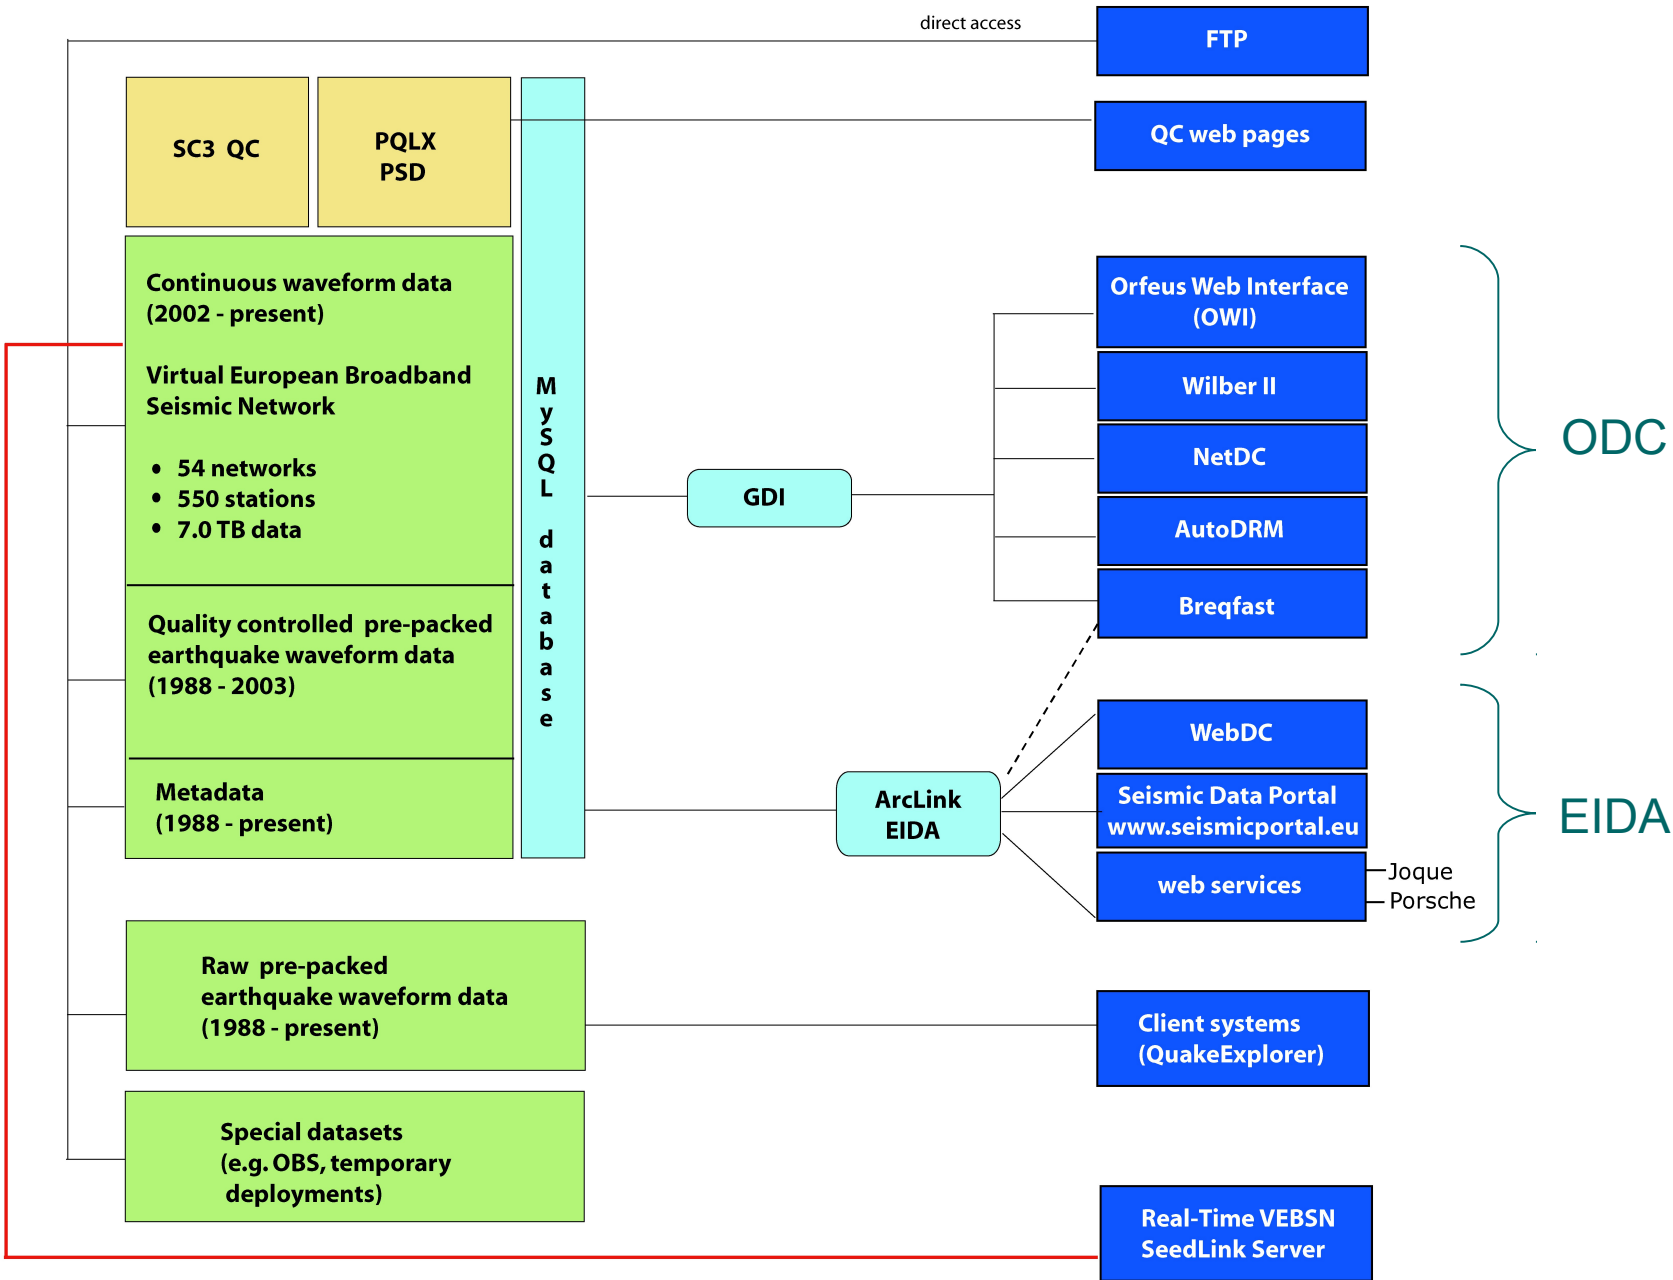 direct access
FTP
SC3 QC
PQLX
PSD
QC web pages
Continuous waveform data
(2002 - present)
Virtual European Broadband
Seismic Network
• 54 networks
• 550 stations
• 7.0 TB data
Quality controlled pre-packed
earthquake waveform data
(1988 - 2003)
Metadata
(1988 - present)
MySQL database
GDI
ArcLink
EIDA
Orfeus Web Interface
(OWI)
Wilber II
NetDC
AutoDRM
Breqfast
ODC
WebDC
Seismic Data Portal
www.seismicportal.eu
web services
Joque
Porsche
EIDA
Raw pre-packed
earthquake waveform data
(1988 - present)
Client systems
(QuakeExplorer)
Special datasets
(e.g. OBS, temporary
deployments)
Real-Time VEBSN
SeedLink Server